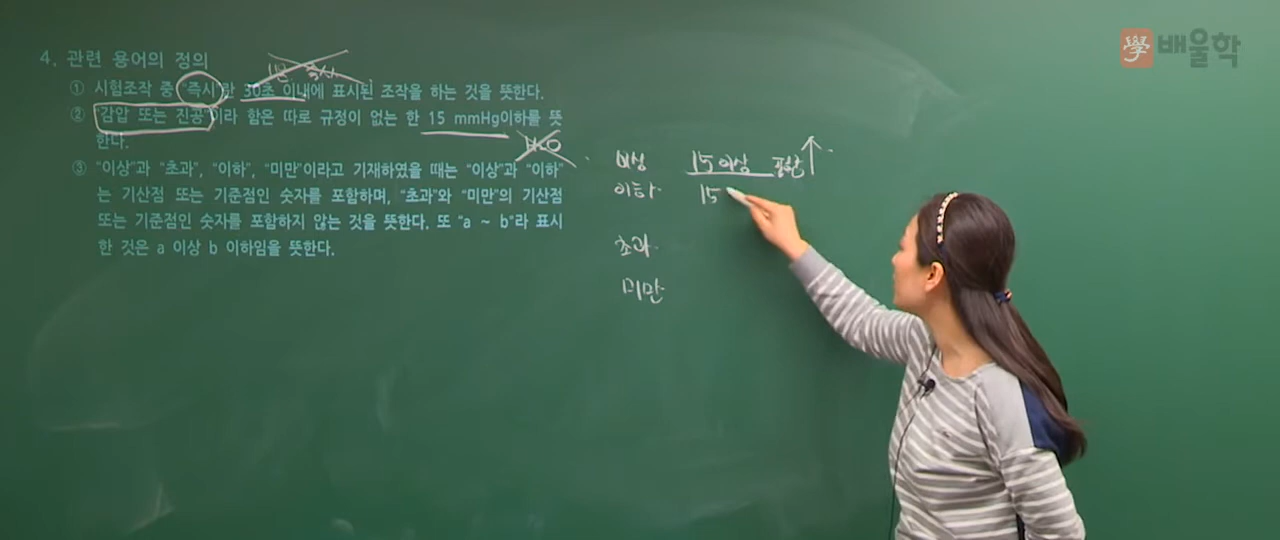 學 배울학
4. 관련 용어의 정의
① 시험조작 중 "즉시"란 30초 이내에 표시된 조작을 하는 것을 뜻한다.
② "감압 또는 진공"이라 함은 따로 규정이 없는 한 15 mmHg이하를 뜻
한다.
H₂O
③ "이상"과 "초과", "이하", "미만"이라고 기재하였을 때는 "이상"과 "이하"
는 기산점 또는 기준점인 숫자를 포함하며, "초과"와 "미만"의 기산점
또는 기준점인 숫자를 포함하지 않는 것을 뜻한다. 또 "a ~ b"라 표시
한 것은 a 이상 b 이하임을 뜻한다.
이상 15 이상 포함
이하 15
초과
미만